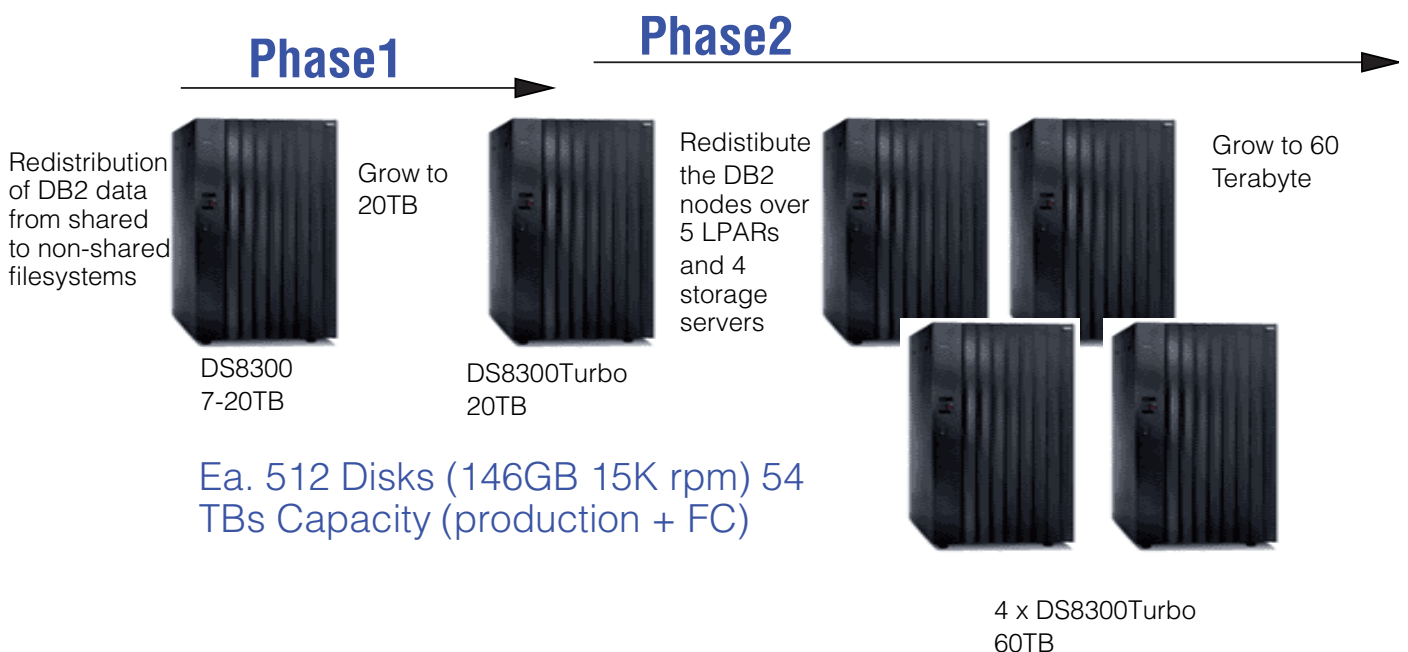 Phase1
Phase2
Redistribution
of DB2 data
from shared
to non-shared
filesystems
Grow to
20TB
Redistibute
the DB2
nodes over
5 LPARs
and 4
storage
servers
Grow to 60
Terabyte
DS8300
7-20TB
DS8300Turbo
20TB
Ea. 512 Disks (146GB 15K rpm) 54
TBs Capacity (production + FC)
4 x DS8300Turbo
60TB